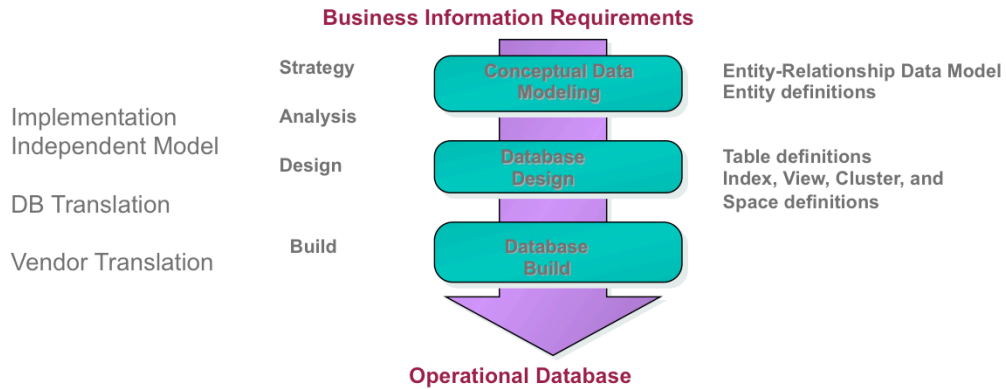 Business Information Requirements
Strategy
Conceptual Data
Modeling
Entity-Relationship Data Model
Entity definitions
Implementation
Independent Model
Analysis
Design
Database
Design
Table definitions
Index, View, Cluster, and
Space definitions
DB Translation
Build
Database
Build
Vendor Translation
Operational Database